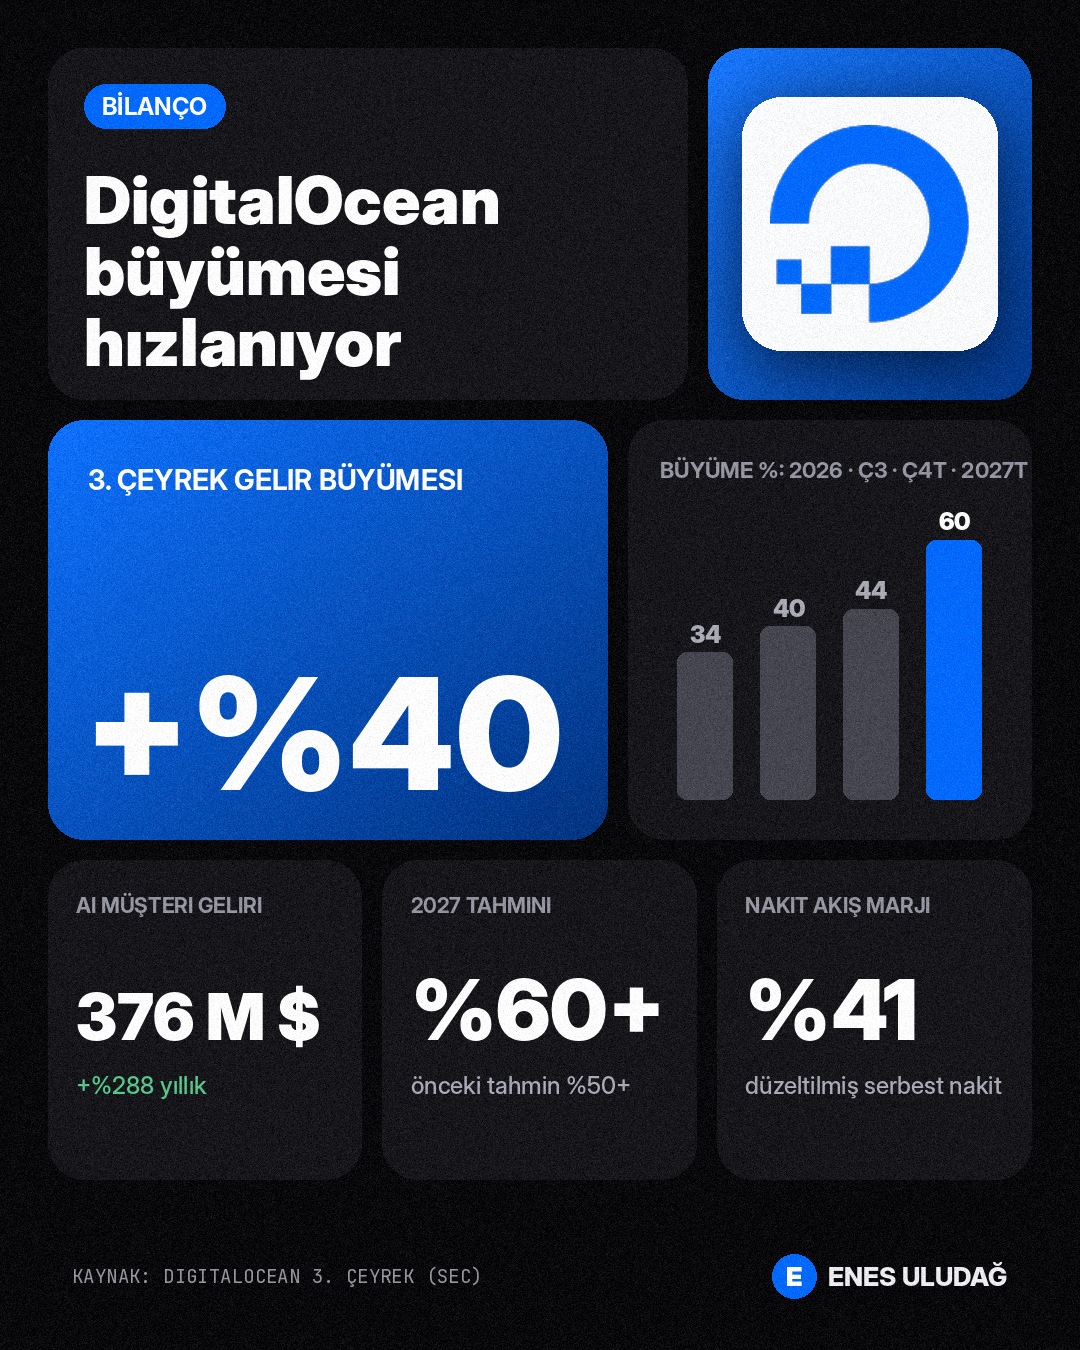 BİLANÇO
DigitalOcean
büyümesi
hızlanıyor
3. ÇEYREK GELIR BÜYÜMESI
+%40
BÜYÜME %: 2026 · Ç3 · Ç4T · 2027T
34
40
44
60
AI MÜŞTERI GELIRI
376 M $
+%288 yıllık
2027 TAHMINI
%60+
önceki tahmin %50+
NAKIT AKIŞ MARJI
%41
düzeltilmiş serbest nakit
KAYNAK: DIGITALOCEAN 3. ÇEYREK (SEC)
E ENES ULUDAĞ